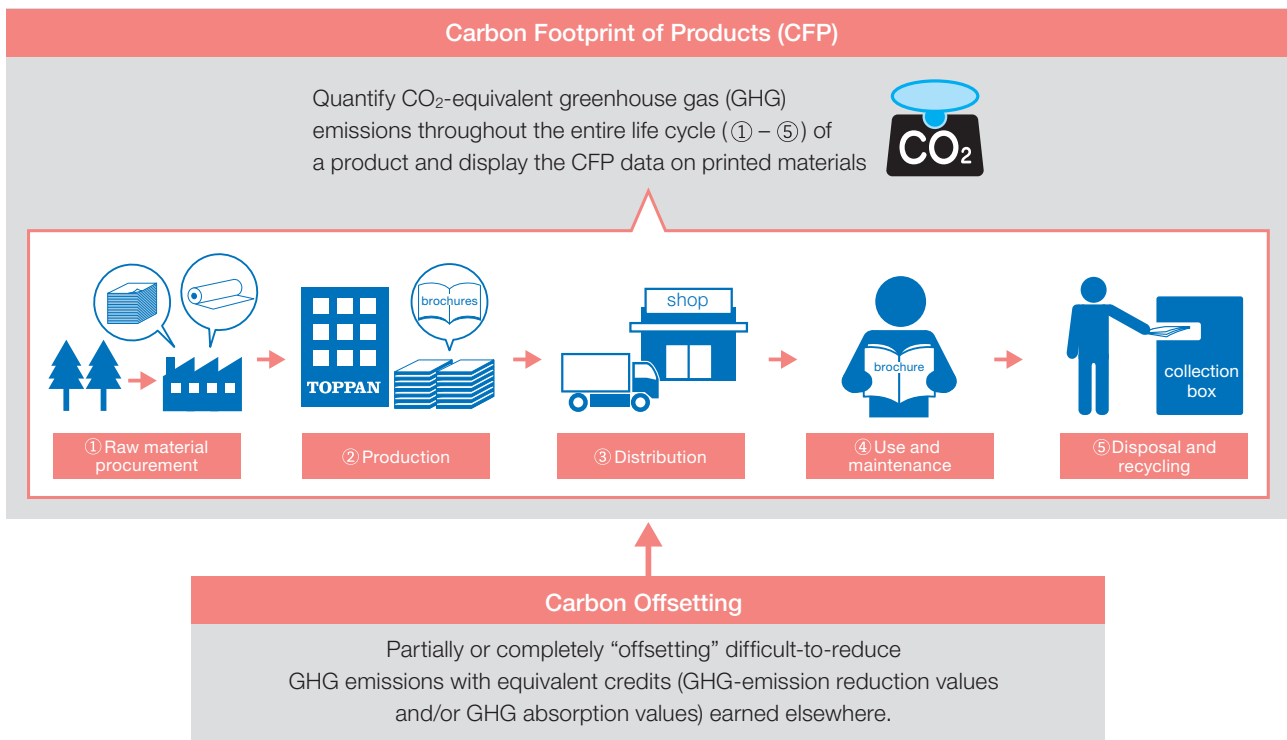 Carbon Footprint of Products (CFP)
Quantify CO₂-equivalent greenhouse gas (GHG)
emissions throughout the entire life cycle (① – ⑤) of
a product and display the CFP data on printed materials
CO₂
brochures
TOPPAN
shop
brochure
collection
box
①Raw material
procurement
②Production
③Distribution
④Use and
maintenance
⑤Disposal and
recycling
Carbon Offsetting
Partially or completely “offsetting” difficult-to-reduce
GHG emissions with equivalent credits (GHG-emission reduction values
and/or GHG absorption values) earned elsewhere.